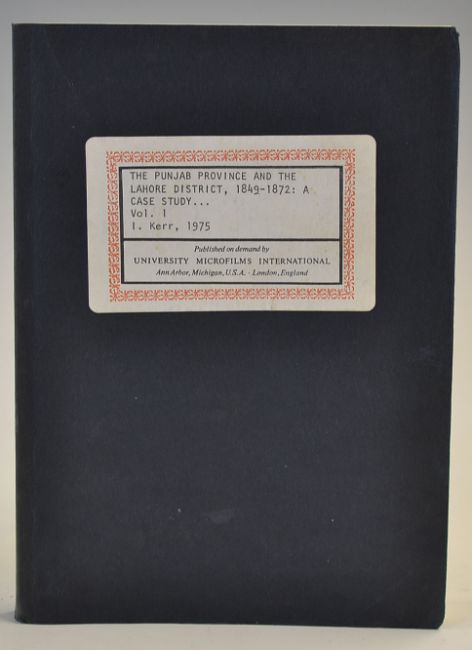 THE PUNJAB PROVINCE AND THE
LAHORE DISTRICT, 1849-1872: A
CASE STUDY...
Vol. 1
I. Kerr, 1975
Published on demand by
UNIVERSITY MICROFILMS INTERNATIONAL
Ann Arbor, Michigan, U.S.A. - London, England